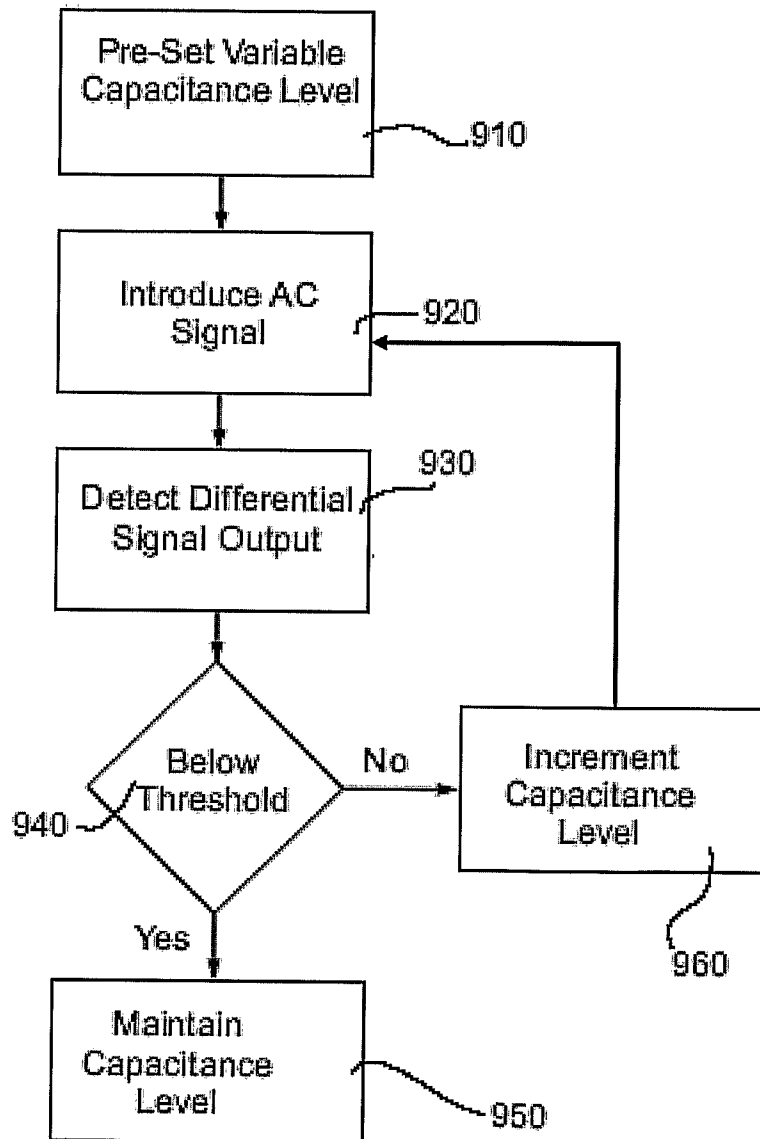 Pre-Set Variable
Capacitance Level
910
Introduce AC
Signal
920
930
Detect Differential
Signal Output
Below
Threshold
940
No
Increment
Capacitance
Level
960
Yes
Maintain
Capacitance
Level
950